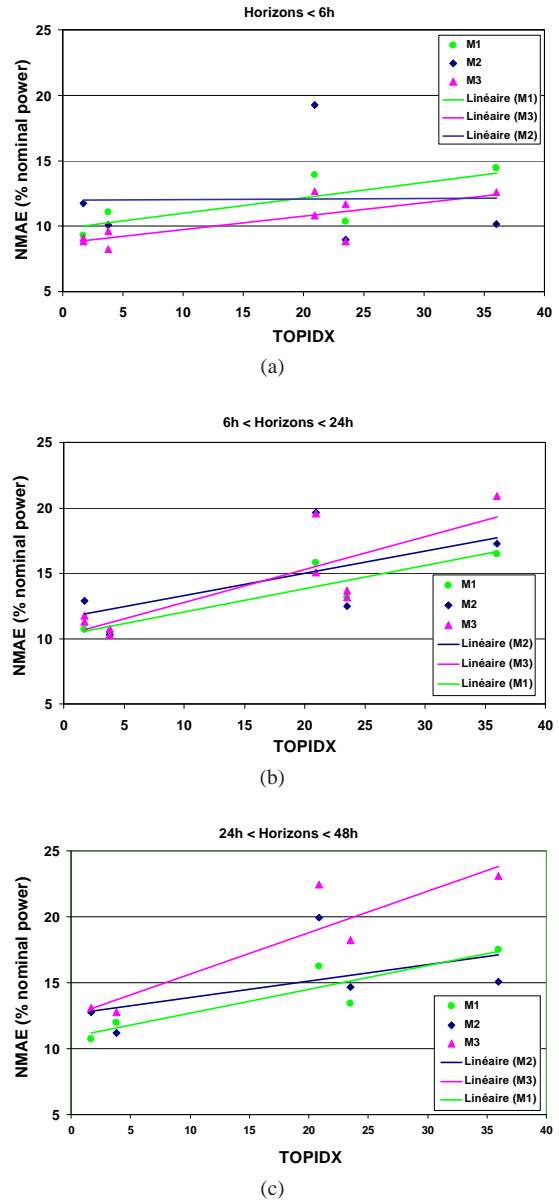 Horizons < 6h
25
20
15
10
5
NMAE (% nominal power)
0 5 10 15 20 25 30 35 40
TOPIDX
M1
M2
M3
Linéaire (M1)
Linéaire (M3)
Linéaire (M2)
(a)
6h < Horizons < 24h
25
20
15
10
5
NMAE (% nominal power)
0 5 10 15 20 25 30 35 40
TOPIDX
M1
M2
M3
Linéaire (M2)
Linéaire (M3)
Linéaire (M1)
(b)
24h < Horizons < 48h
25
20
15
10
5
NMAE (% nominal power)
0 5 10 15 20 25 30 35 40
TOPIDX
M1
M2
M3
Linéaire (M2)
Linéaire (M3)
Linéaire (M1)
(c)